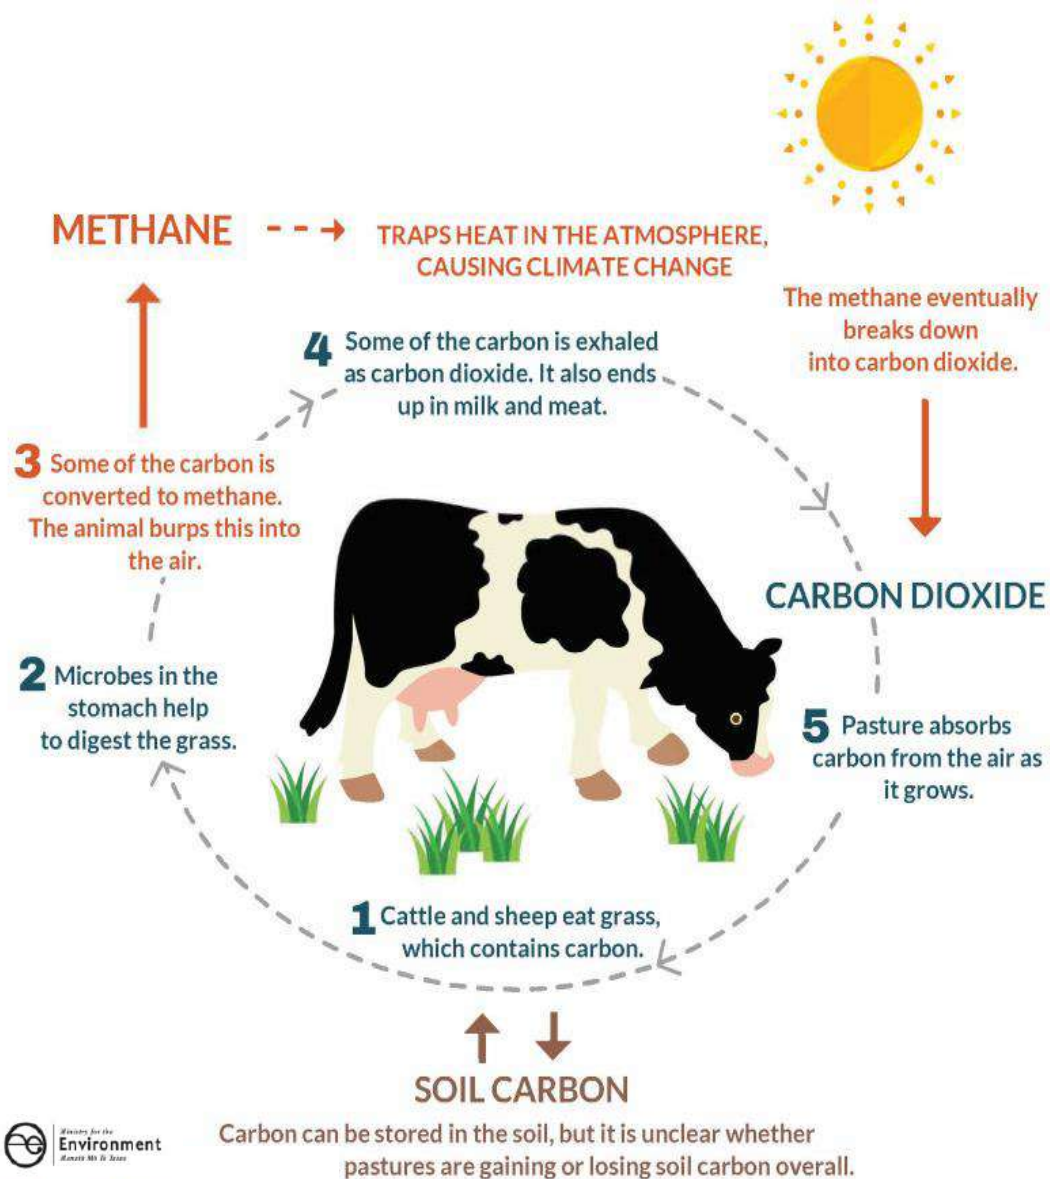 METHANE
TRAPS HEAT IN THE ATMOSPHERE,
CAUSING CLIMATE CHANGE
The methane eventually
breaks down
into carbon dioxide.
4 Some of the carbon is exhaled
as carbon dioxide. It also ends
up in milk and meat.
3 Some of the carbon is
converted to methane.
The animal burps this into
the air.
CARBON DIOXIDE
2 Microbes in the
stomach help
to digest the grass.
5 Pasture absorbs
carbon from the air as
it grows.
1 Cattle and sheep eat grass,
which contains carbon.
SOIL CARBON
Carbon can be stored in the soil, but it is unclear whether
pastures are gaining or losing soil carbon overall.
Ministry for the
Environment